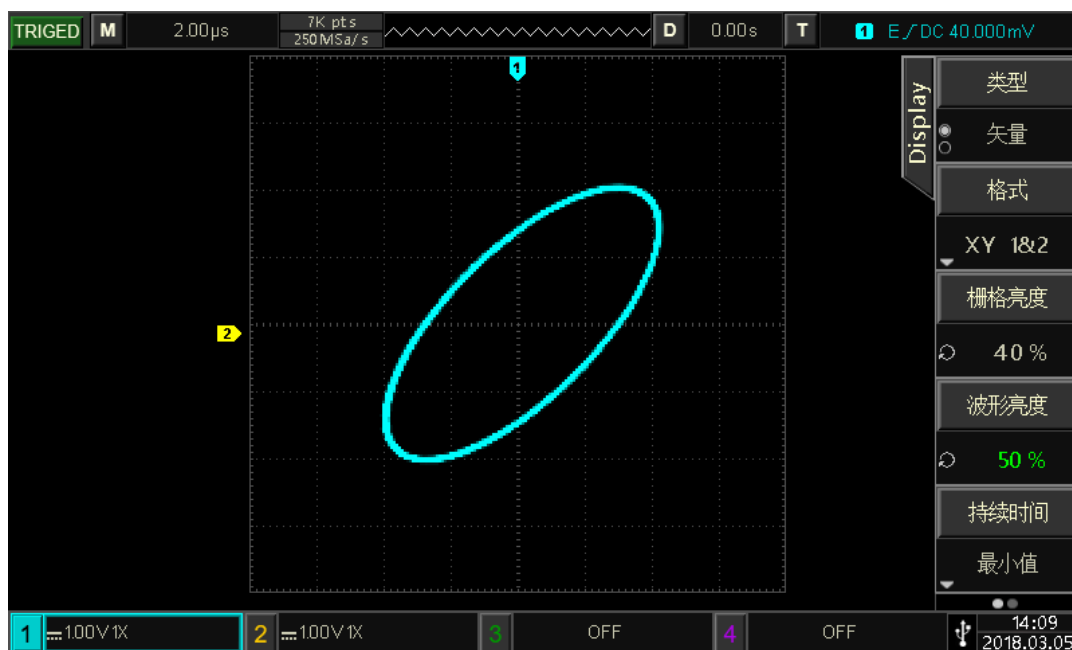 TRIGED M 2.00μs 7K pts D 0.00s T 1 E DC 40.000mV
250MSa/s
1
Display
类型
矢量
格式
XY 1&2
栅格亮度
2
40 %
波形亮度
50 %
持续时间
最小值
1 1.00V 1X 2 1.00V 1X 3 OFF 4 OFF 14:09
2018.03.05